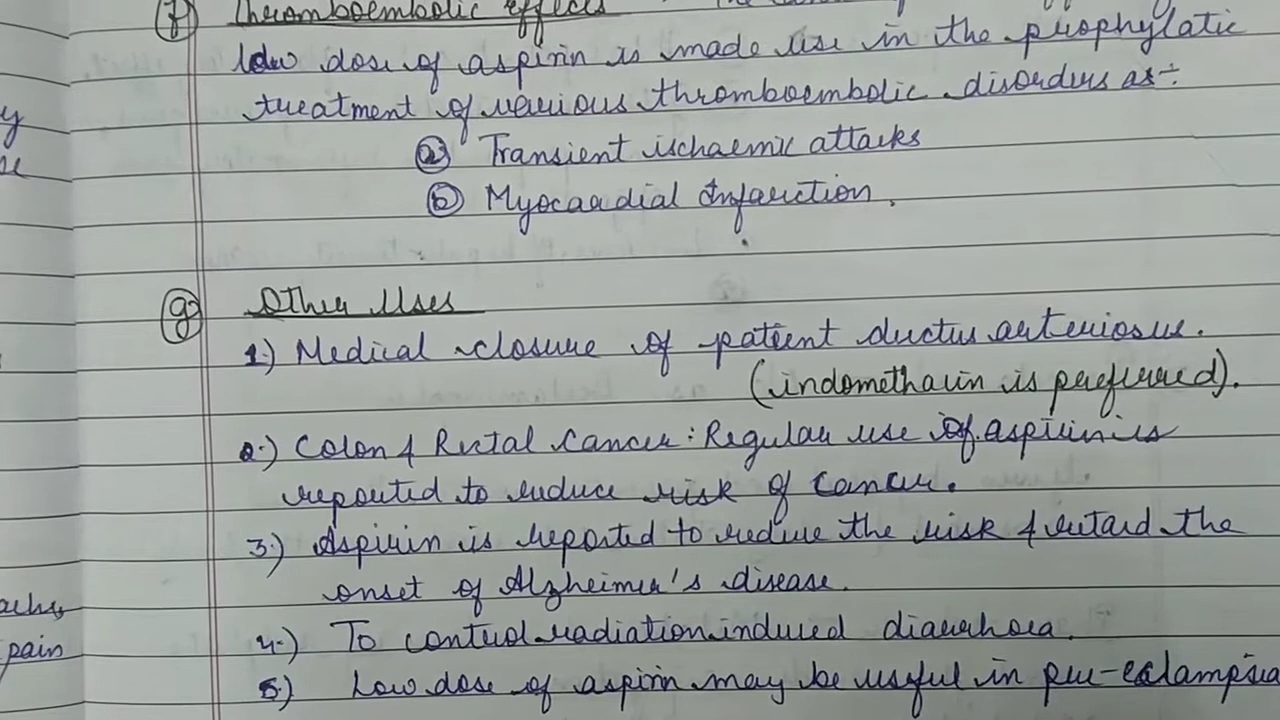 f) Thromboembolic effects The
low dose of aspirin is made use in the prophylatic
treatment of various thromboembolic disorders as÷
a) Transient ischaemic attacks
b) Myocardial Infarction.
g) Other Uses
1.) Medical closure of patient ductus arteriosus.
(indomethacin is preferred).
2.) Colon & Rectal Cancer: Regular use of aspirin is
reported to reduce risk of Cancer.
3.) Aspirin is reported to reduce the risk & retard the
onset of Alzheimer's disease.
4.) To control radiation induced diarrhoea.
5.) Low dose of aspirin may be useful in pre-eclampsia
pain